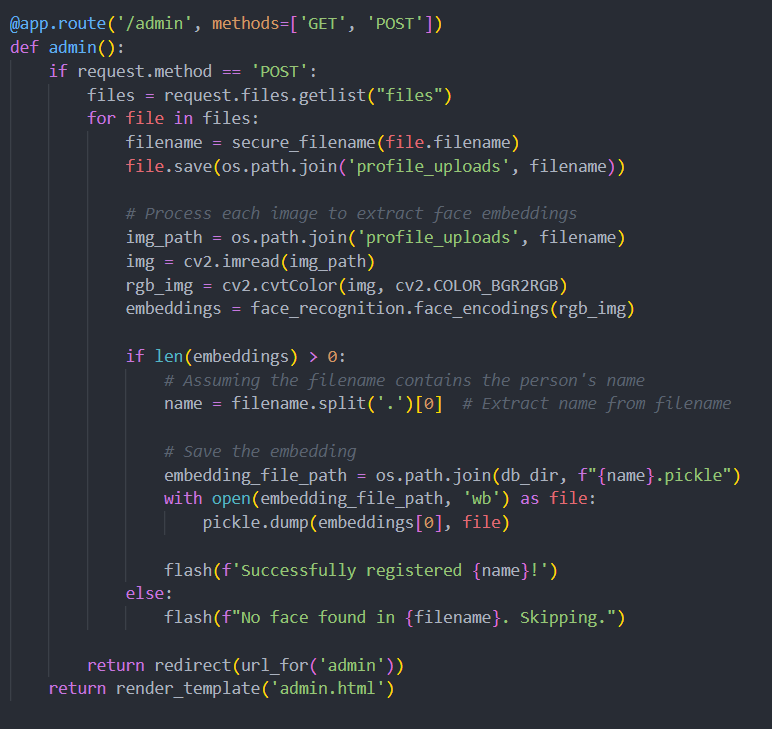 @app.route('/admin', methods=['GET', 'POST'])
def admin():
    if request.method == 'POST':
        files = request.files.getlist("files")
        for file in files:
            filename = secure_filename(file.filename)
            file.save(os.path.join('profile_uploads', filename))

            # Process each image to extract face embeddings
            img_path = os.path.join('profile_uploads', filename)
            img = cv2.imread(img_path)
            rgb_img = cv2.cvtColor(img, cv2.COLOR_BGR2RGB)
            embeddings = face_recognition.face_encodings(rgb_img)

            if len(embeddings) > 0:
                # Assuming the filename contains the person's name
                name = filename.split('.')[0]  # Extract name from filename

                # Save the embedding
                embedding_file_path = os.path.join(db_dir, f"{name}.pickle")
                with open(embedding_file_path, 'wb') as file:
                    pickle.dump(embeddings[0], file)

                flash(f'Successfully registered {name}!')
            else:
                flash(f"No face found in {filename}. Skipping.")

        return redirect(url_for('admin'))
    return render_template('admin.html')